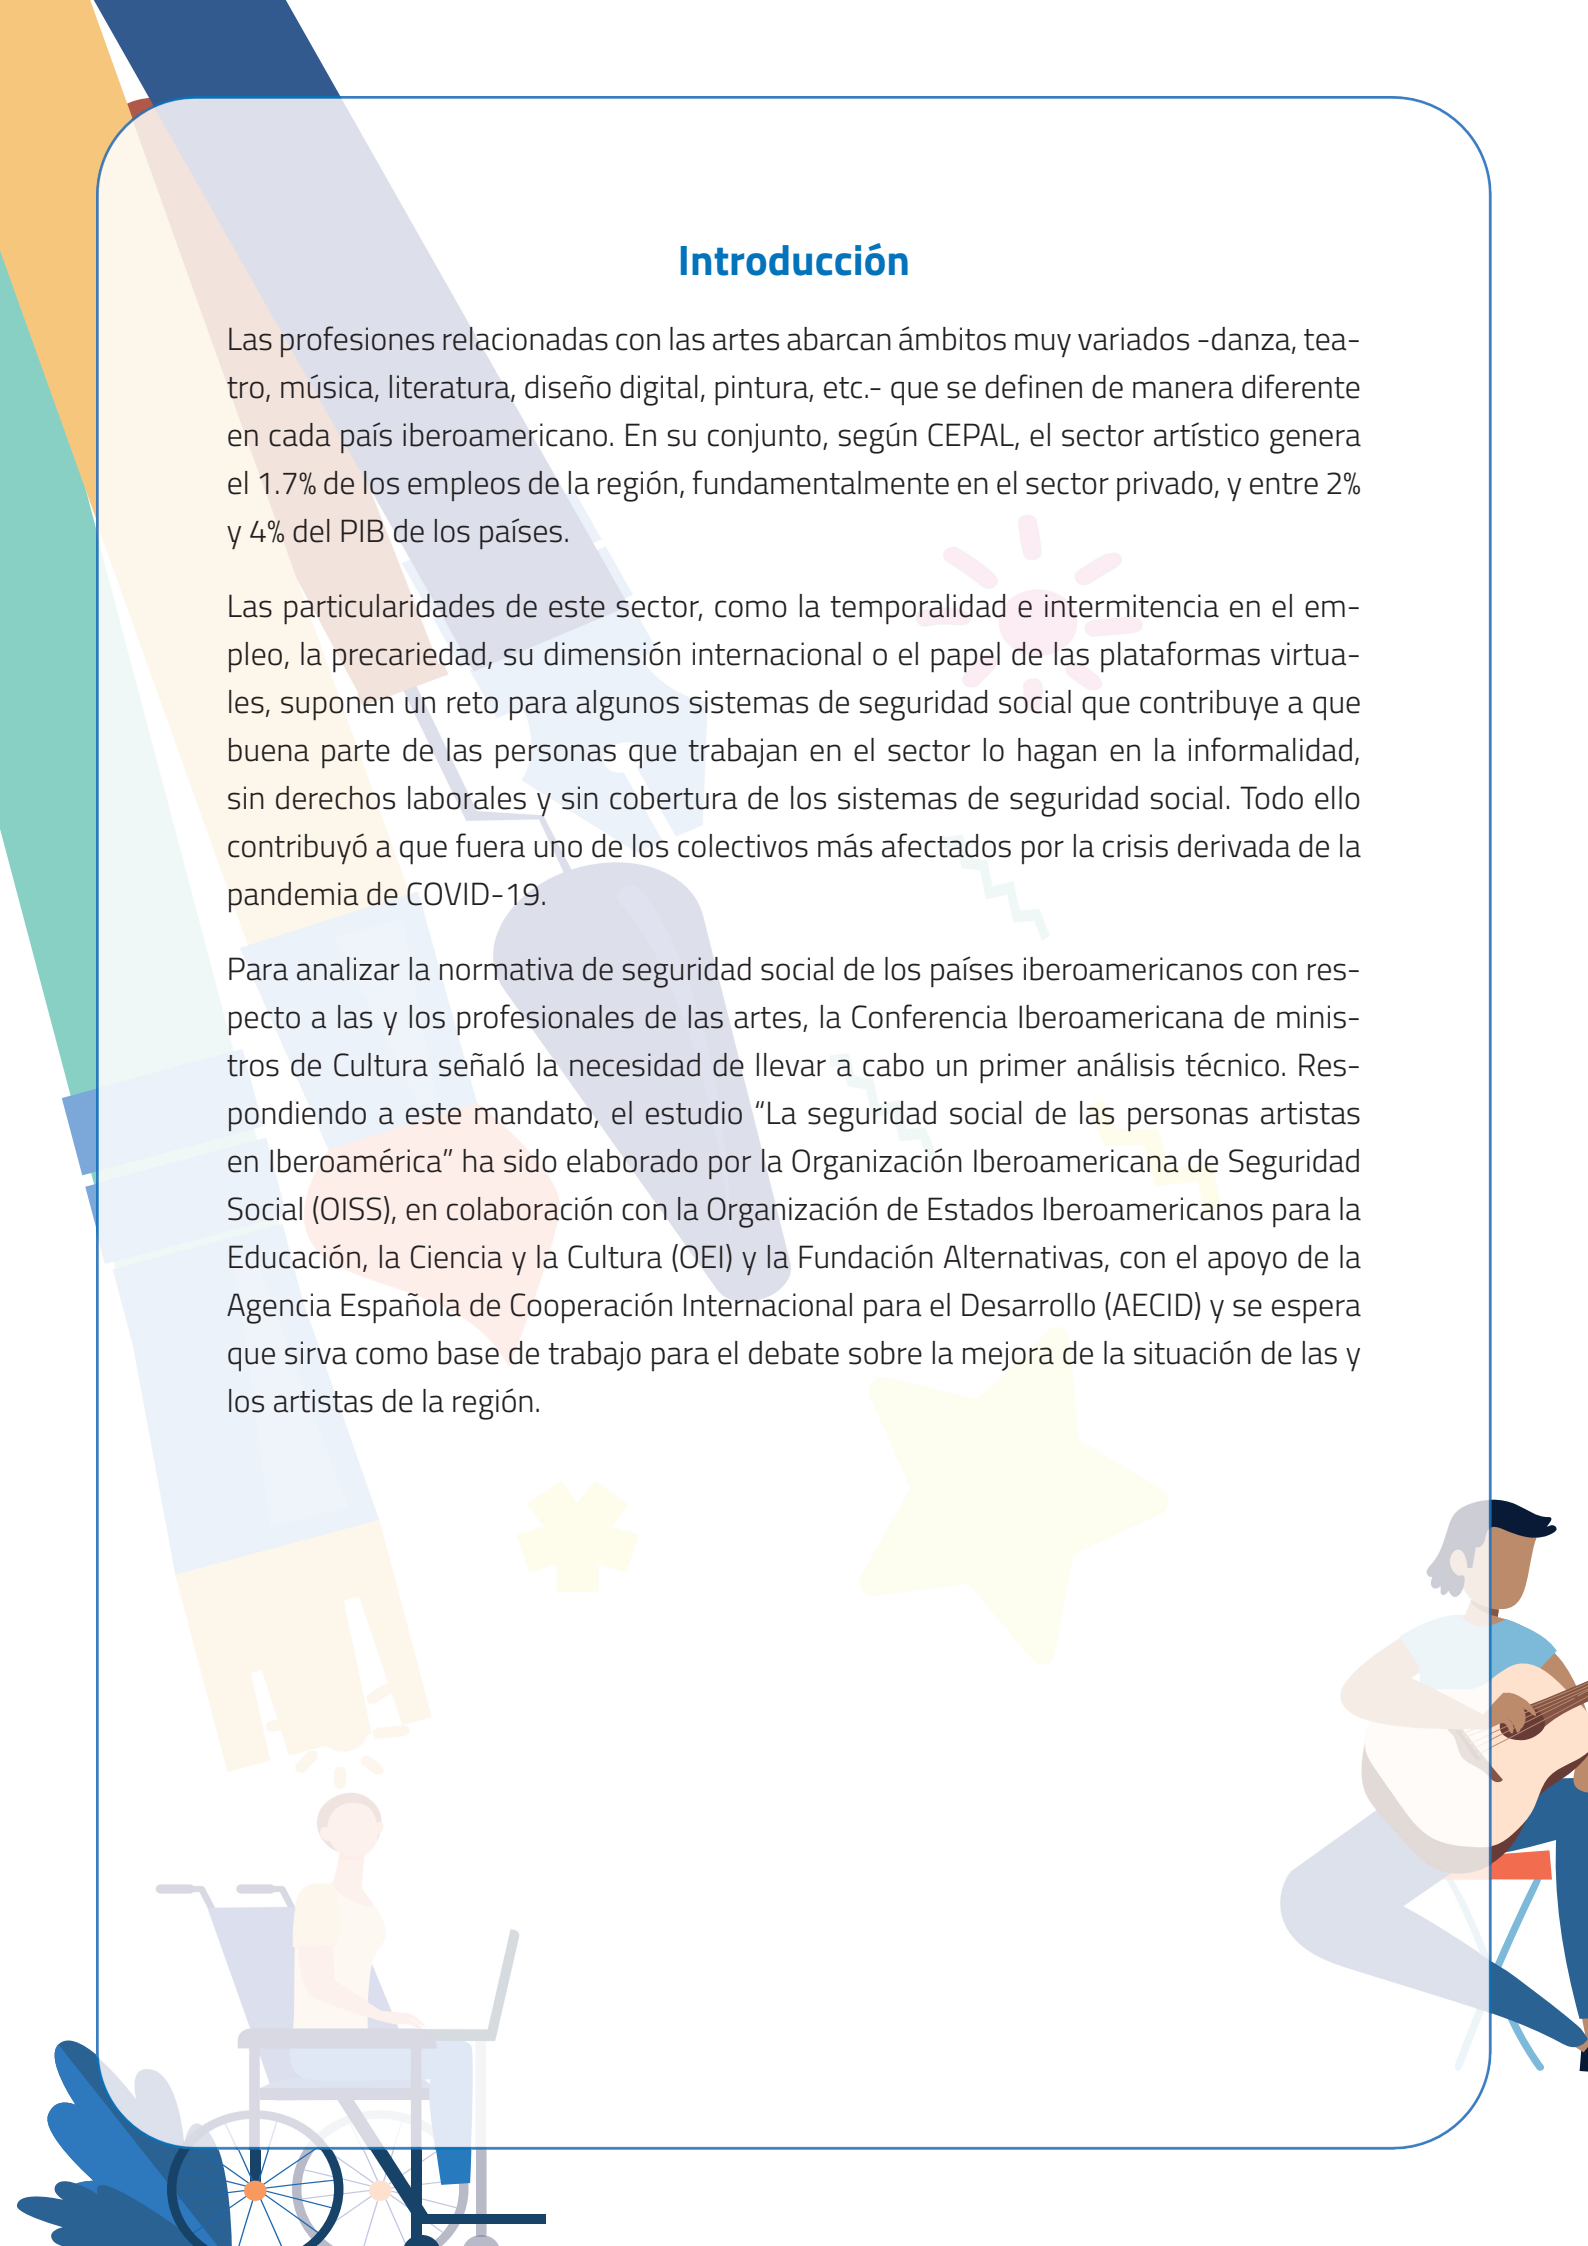 Introducción
Las profesiones relacionadas con las artes abarcan ámbitos muy variados -danza, tea-
tro, música, literatura, diseño digital, pintura, etc.- que se definen de manera diferente
en cada país iberoamericano. En su conjunto, según CEPAL, el sector artístico genera
el 1.7% de los empleos de la región, fundamentalmente en el sector privado, y entre 2%
y 4% del PIB de los países.
Las particularidades de este sector, como la temporalidad e intermitencia en el em-
pleo, la precariedad, su dimensión internacional o el papel de las plataformas virtua-
les, suponen un reto para algunos sistemas de seguridad social que contribuye a que
buena parte de las personas que trabajan en el sector lo hagan en la informalidad,
sin derechos laborales y sin cobertura de los sistemas de seguridad social. Todo ello
contribuyó a que fuera uno de los colectivos más afectados por la crisis derivada de la
pandemia de COVID-19.
Para analizar la normativa de seguridad social de los países iberoamericanos con res-
pecto a las y los profesionales de las artes, la Conferencia Iberoamericana de minis-
tros de Cultura señaló la necesidad de llevar a cabo un primer análisis técnico. Res-
pondiendo a este mandato, el estudio “La seguridad social de las personas artistas
en Iberoamérica” ha sido elaborado por la Organización Iberoamericana de Seguridad
Social (OISS), en colaboración con la Organización de Estados Iberoamericanos para la
Educación, la Ciencia y la Cultura (OEI) y la Fundación Alternativas, con el apoyo de la
Agencia Española de Cooperación Internacional para el Desarrollo (AECID) y se espera
que sirva como base de trabajo para el debate sobre la mejora de la situación de las y
los artistas de la región.